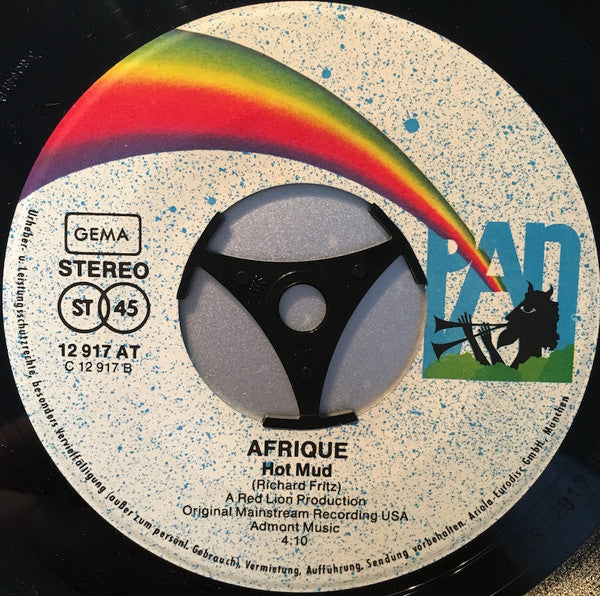 GEMA
STEREO
ST 45
12 917 AT
C 12 917 B
PAN
AFRIQUE
Hot Mud
(Richard Fritz)
A Red Lion Production
Original Mainstream Recording USA
Admont Music
4:10
Urheber- u. Leistungsschutzrechte, besonders Vervielfältigung (außer zum persönl. Gebrauch), Vermietung, Aufführung, Sendung vorbehalten. Ariola-Eurodisc GmbH. München